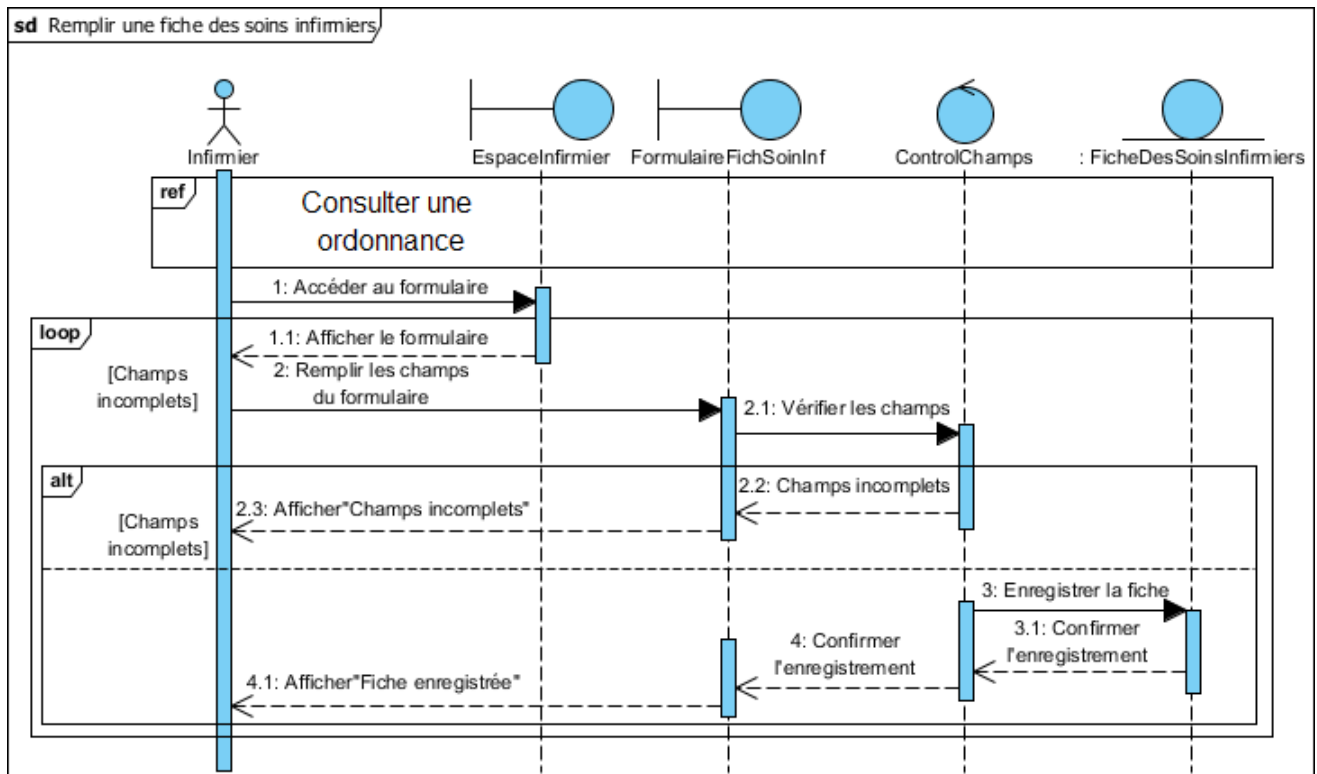 sd Remplir une fiche des soins infirmiers
Infirmier
EspaceInfirmier
FormulaireFichSoinInf
ControlChamps
: FicheDesSoinsInfirmiers
ref
Consulter une
ordonnance
1: Accéder au formulaire
loop
1.1: Afficher le formulaire
[Champs
incomplets]
2: Remplir les champs
du formulaire
2.1: Vérifier les champs
alt
2.2: Champs incomplets
2.3: Afficher"Champs incomplets"
[Champs
incomplets]
3: Enregistrer la fiche
3.1: Confirmer
l'enregistrement
4: Confirmer
l'enregistrement
4.1: Afficher"Fiche enregistrée"